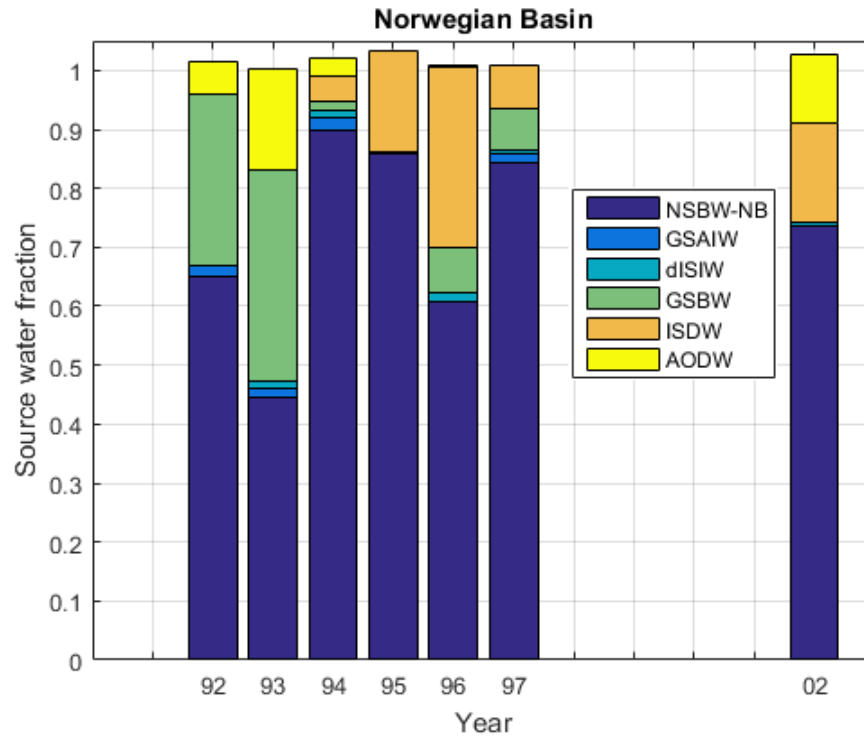 Norwegian Basin
Source water fraction
1
0.9
0.8
0.7
0.6
0.5
0.4
0.3
0.2
0.1
0
NSBW-NB
GSAIW
dISIW
GSBW
ISDW
AODW
92 93 94 95 96 97 02
Year